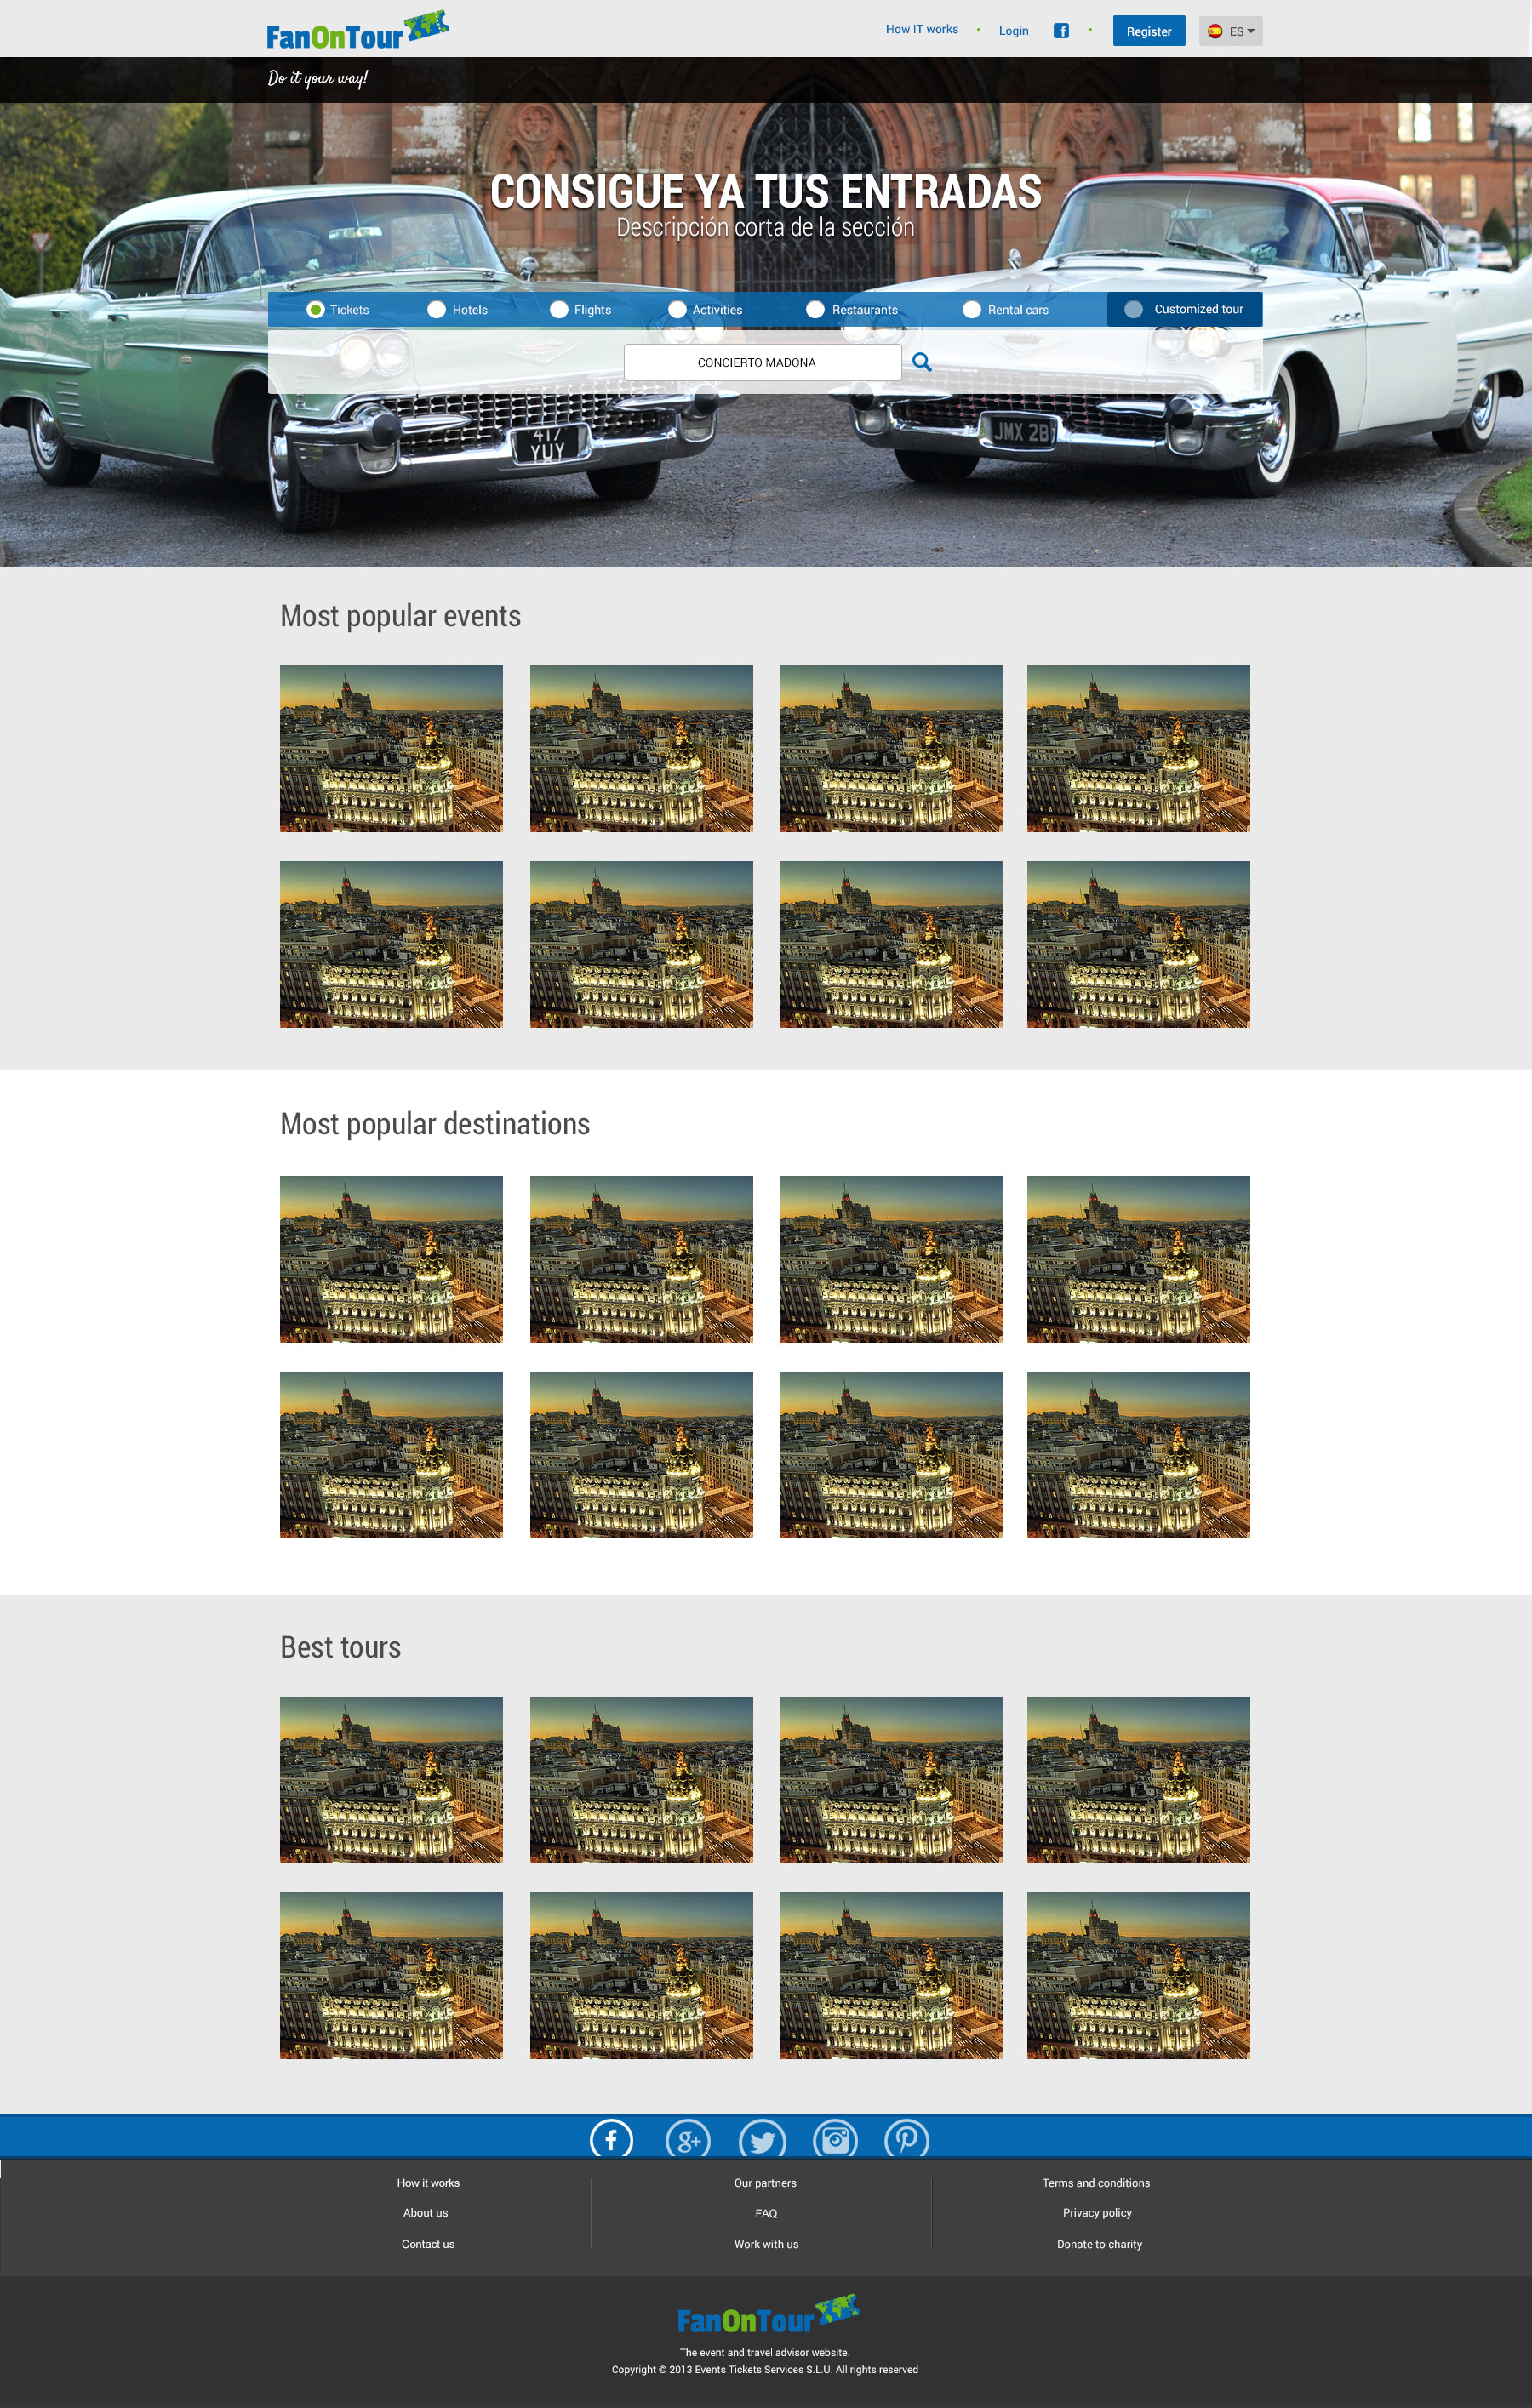 FanOnTour
How IT works
Login
Register
ES
Do it your way!
CONSIGUE YA TUS ENTRADAS
Descripción corta de la sección
Tickets
Hotels
Flights
Activities
Restaurants
Rental cars
Customized tour
CONCIERTO MADONA
417
YUY
JMX 2B
Most popular events
Most popular destinations
Best tours
How it works
Our partners
Terms and conditions
About us
FAQ
Privacy policy
Contact us
Work with us
Donate to charity
FanOnTour
The event and travel advisor website.
Copyright © 2013 Events Tickets Services S.L.U. All rights reserved